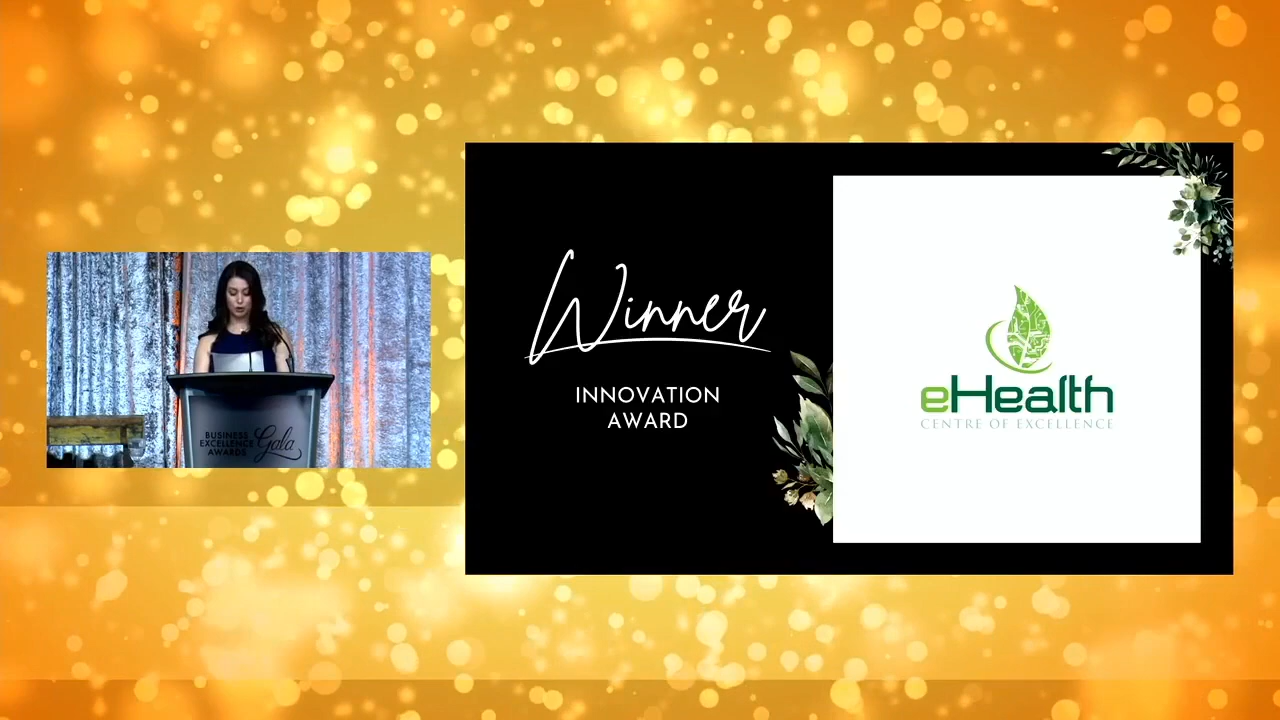 BUSINESS
EXCELLENCE
AWARDS
Gala
Winner
INNOVATION
AWARD
eHealth
CENTRE OF EXCELLENCE